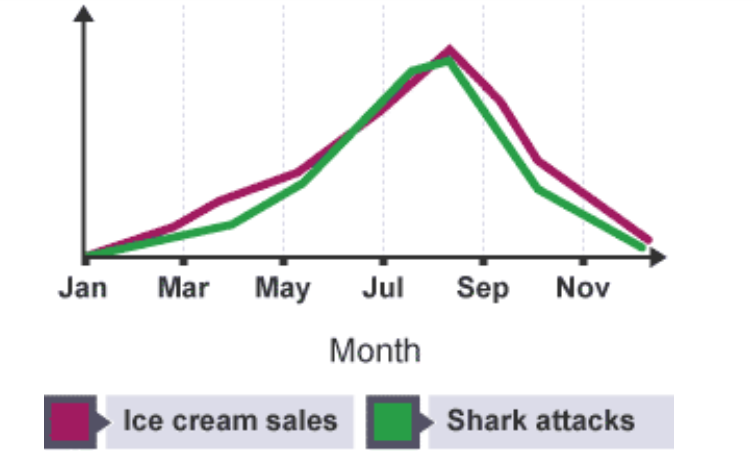 Jan Mar May Jul Sep Nov
Month
Ice cream sales Shark attacks